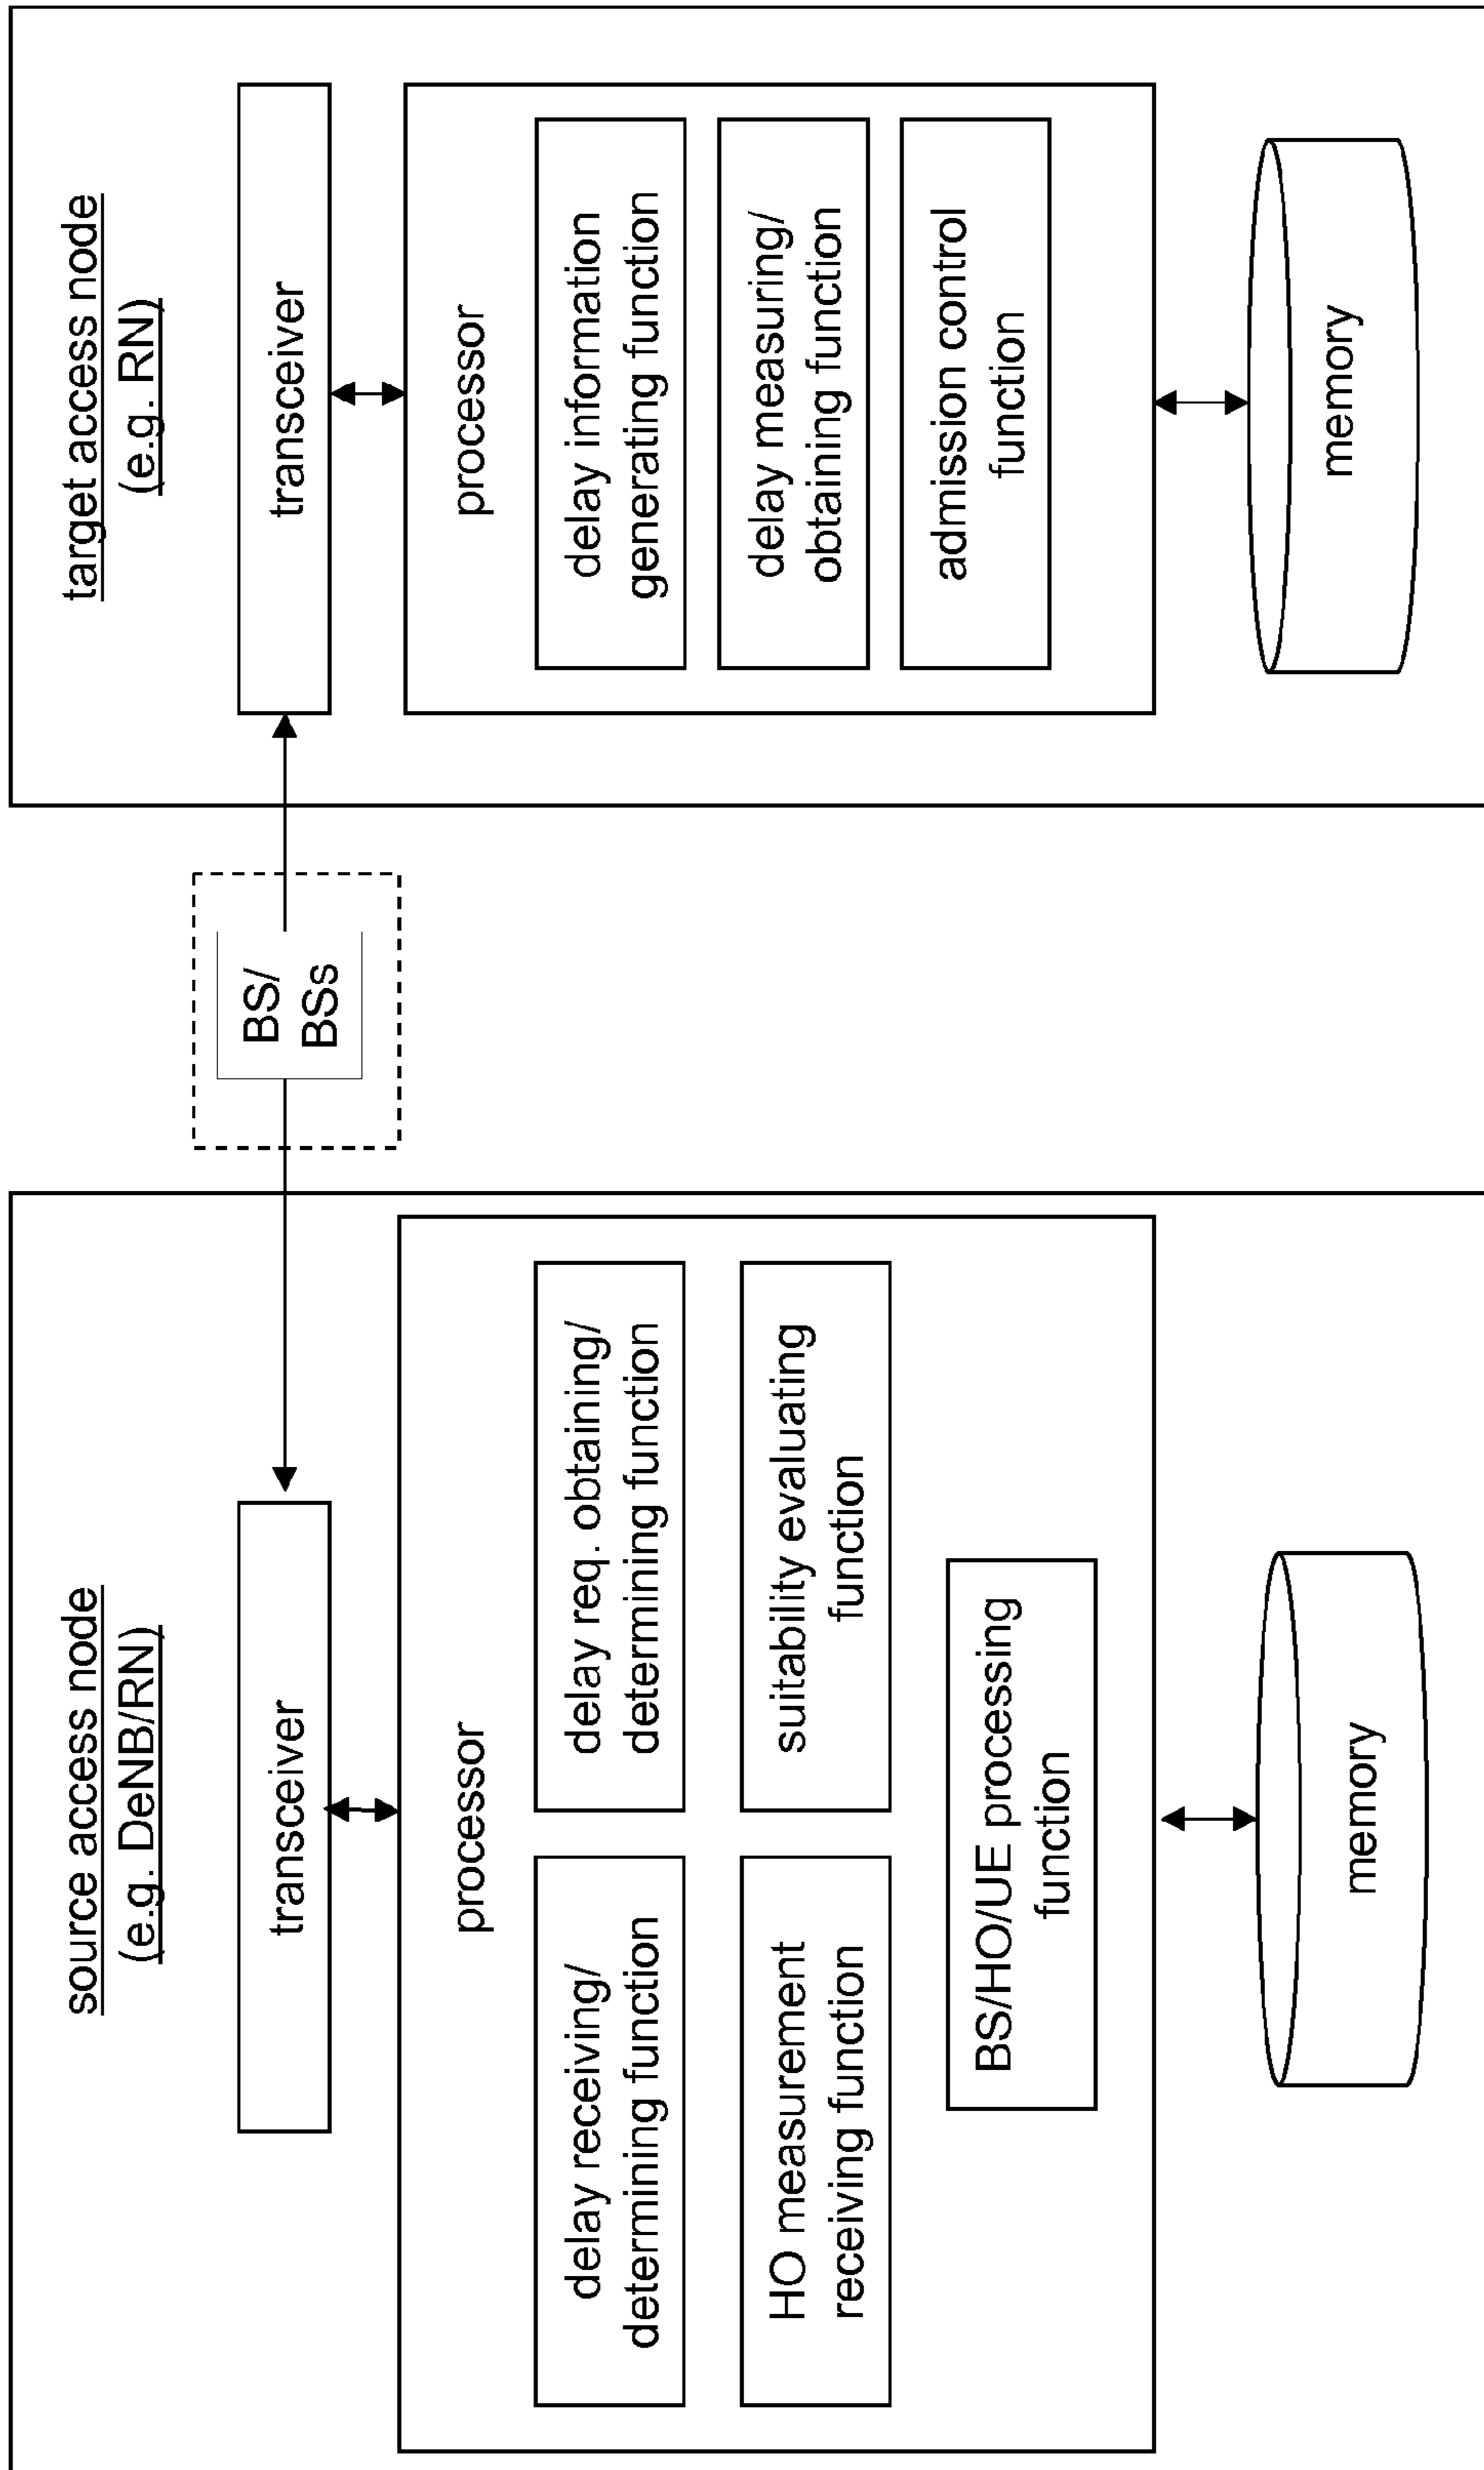 source access node
(e.g. DeNB/RN)
transceiver
processor
delay receiving/
determining function
delay req. obtaining/
determining function
HO measurement
receiving function
suitability evaluating
function
BS/HO/UE processing
function
memory
BS/
BSs
target access node
(e.g. RN)
transceiver
processor
delay information
generating function
delay measuring/
obtaining function
admission control
function
memory